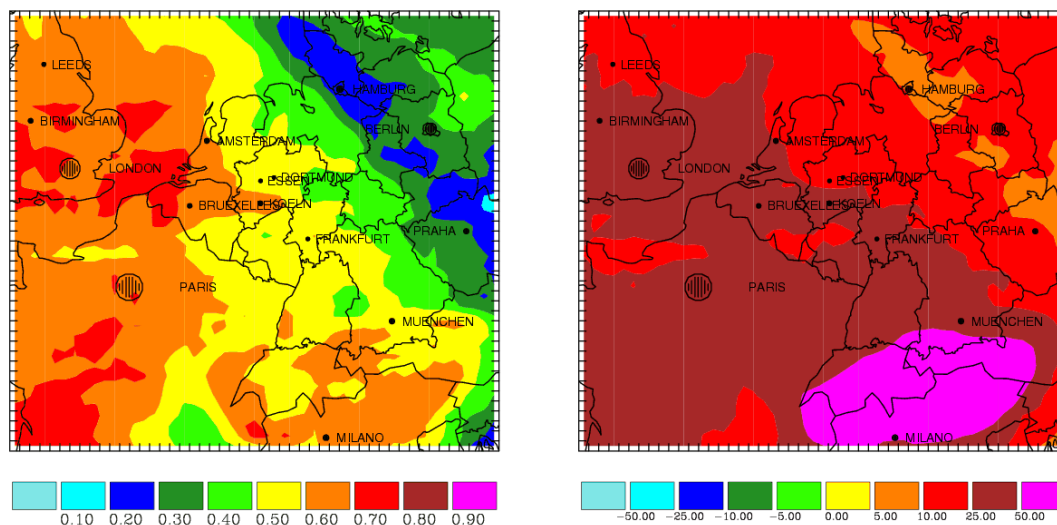 LEEDS
HAMBURG
BIRMINGHAM
BERLIN
AMSTERDAM
LONDON
DORTMUND
ESSEN
BRUEXELLES
KOELN
PRAHA
FRANKFURT
PARIS
MUENCHEN
MILANO
0.10 0.20 0.30 0.40 0.50 0.60 0.70 0.80 0.90
LEEDS
HAMBURG
BIRMINGHAM
BERLIN
AMSTERDAM
LONDON
DORTMUND
ESSEN
BRUEXELLES
KOELN
PRAHA
FRANKFURT
PARIS
MUENCHEN
MILANO
-50.00 -25.00 -10.00 -5.00 0.00 5.00 10.00 25.00 50.00